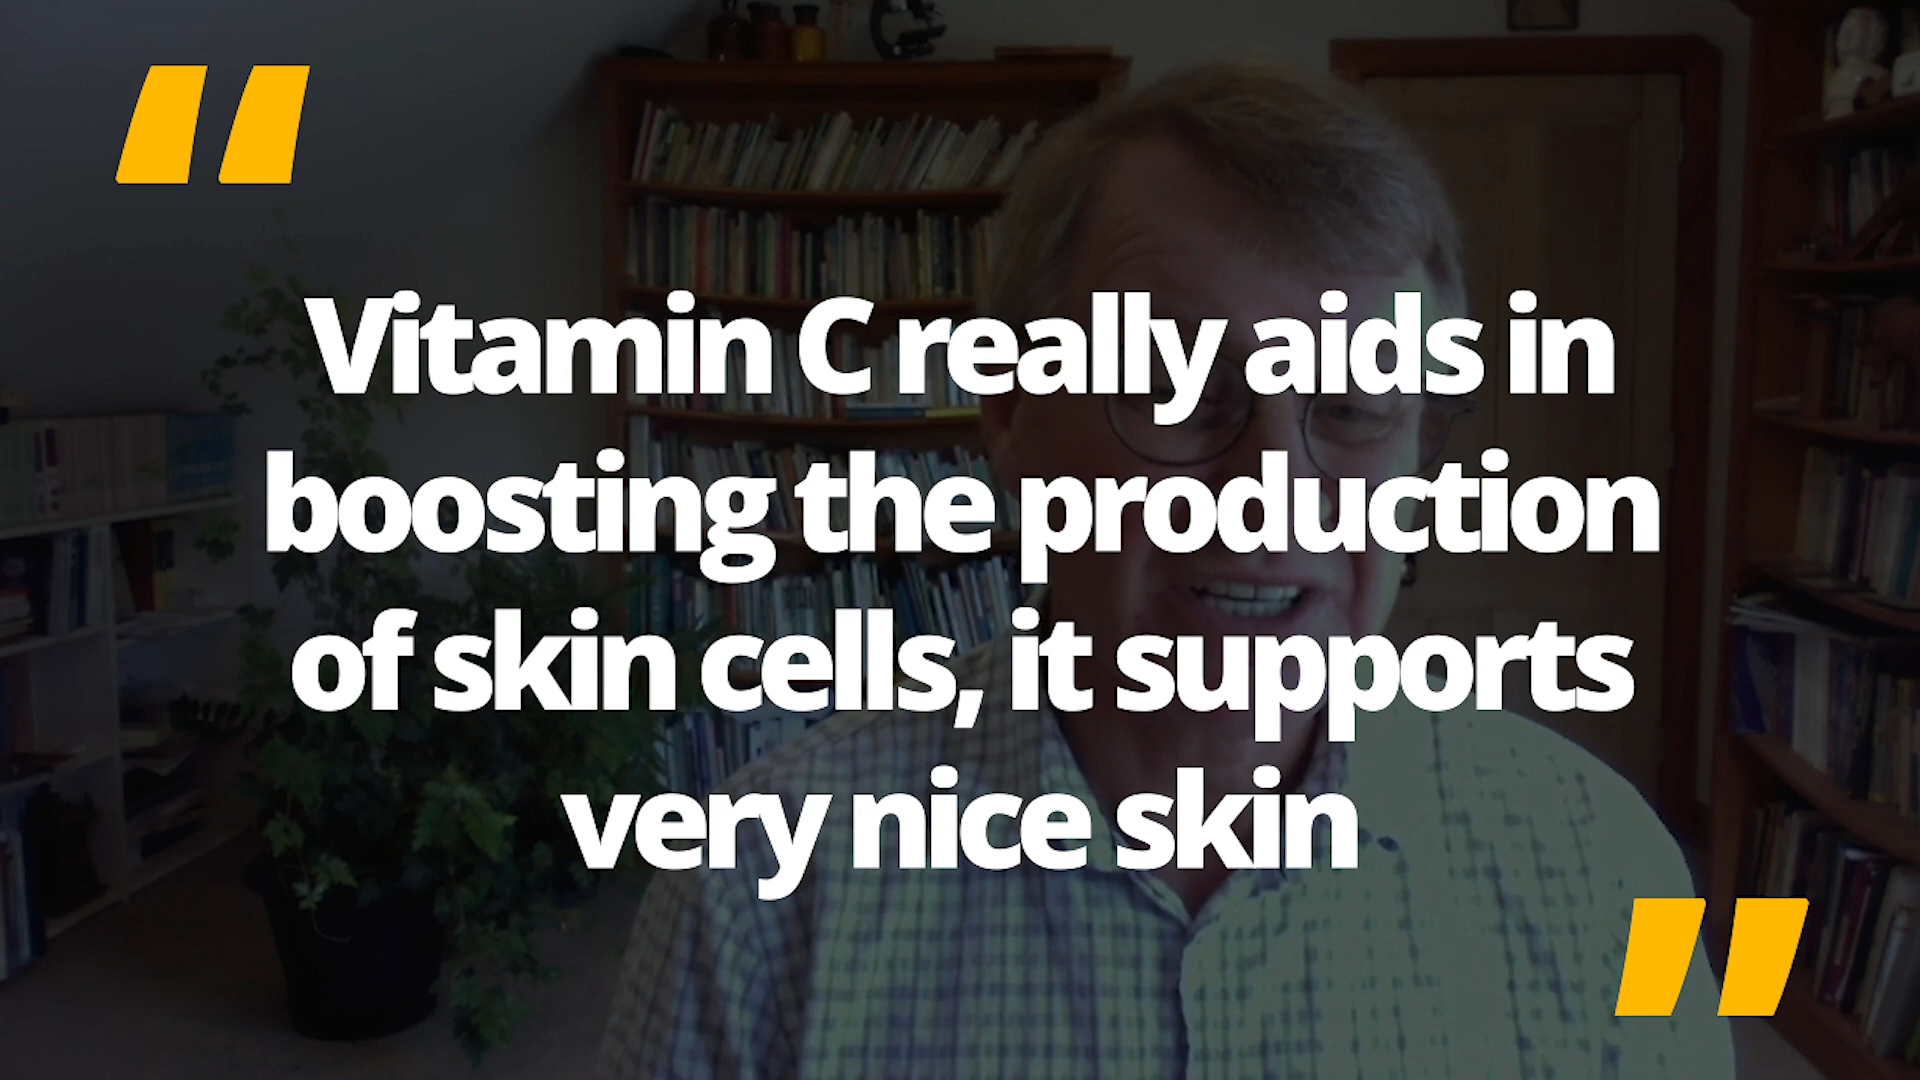 “
Vitamin C really aids in
boosting the production
of skin cells, it supports
very nice skin
”